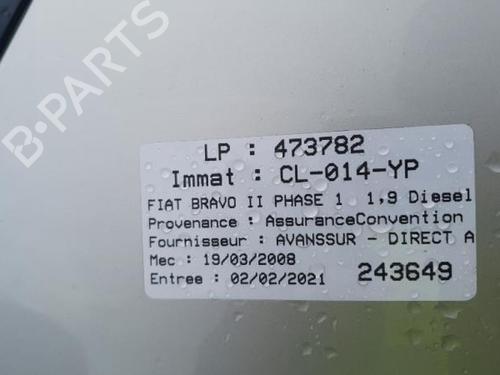 B-PARTS
LP : 473782
Immat : CL-014-YP
FIAT BRAVO II PHASE 1 1,9 Diesel
Provenance : AssuranceConvention
Fournisseur : AVANSSUR - DIRECT A
Mec : 19/03/2008
Entree : 02/02/2021 243649